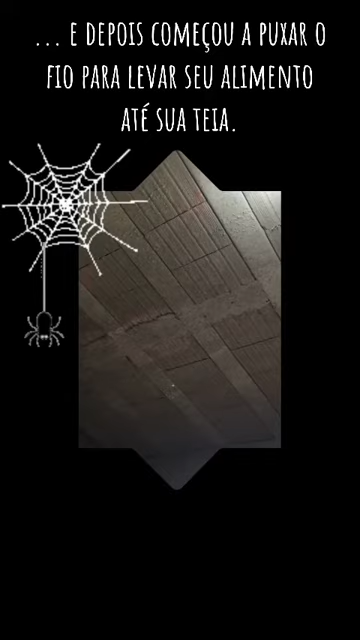 ... E DEPOIS COMEÇOU A PUXAR O
FIO PARA LEVAR SEU ALIMENTO
ATÉ SUA TEIA.